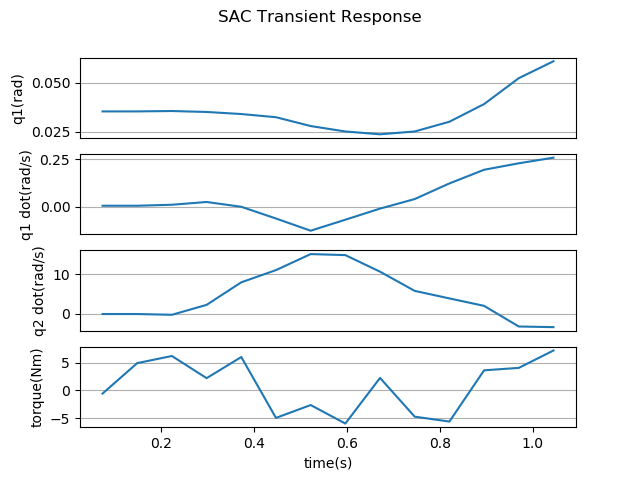 SAC Transient Response
q1(rad)
0.050
0.025
q1 dot(rad/s)
0.25
0.00
q2 dot(rad/s)
10
0
torque(Nm)
5
0
−5
0.2 0.4 0.6 0.8 1.0
time(s)